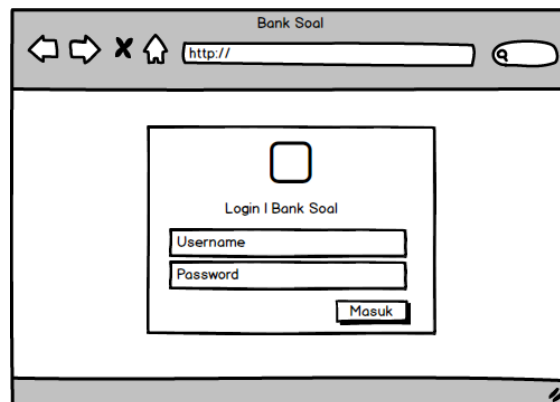 Bank Soal
http://
Login | Bank Soal
Username
Password
Masuk